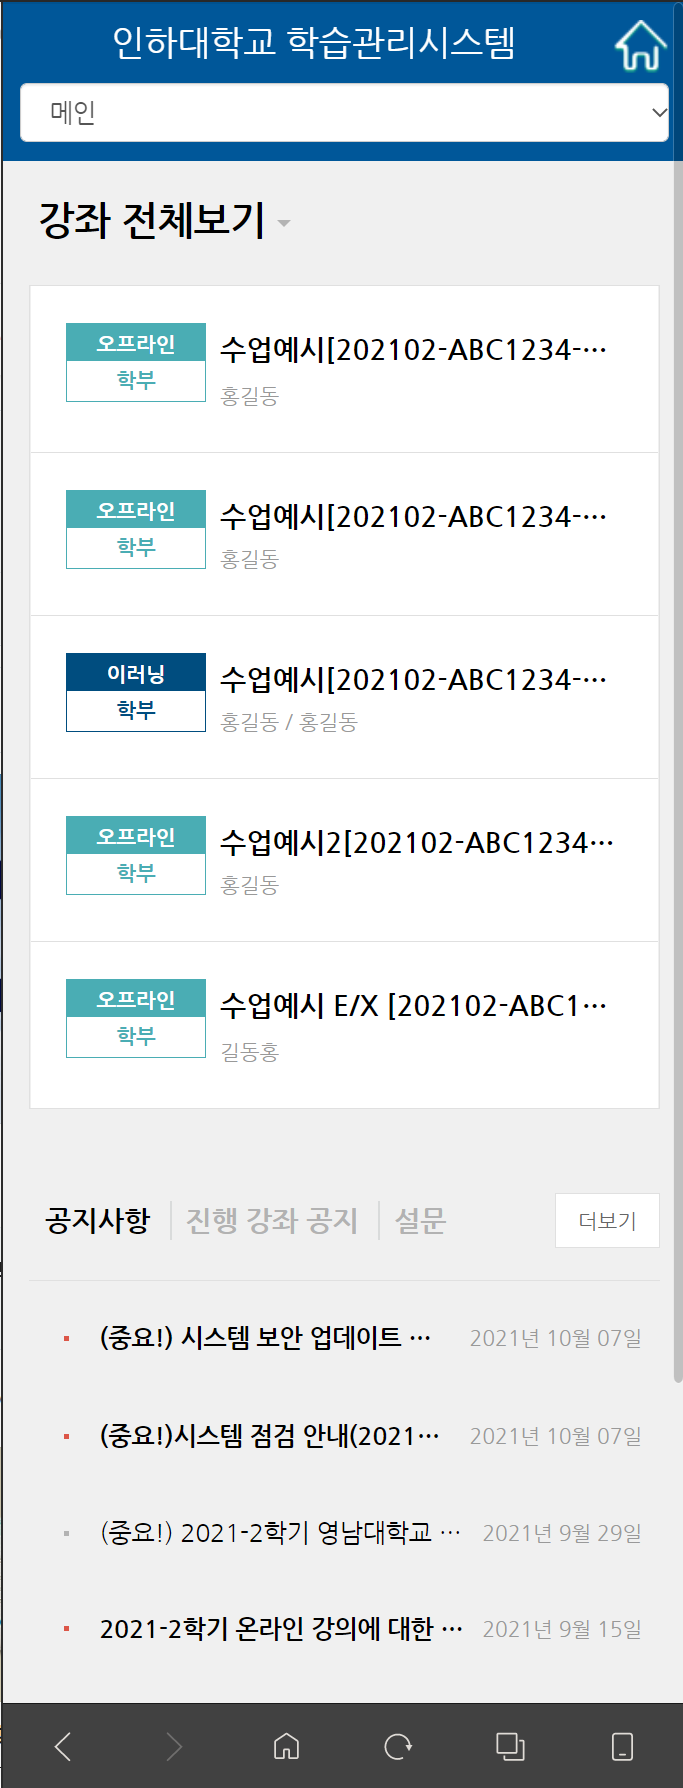 인하대학교 학습관리시스템
메인
강좌 전체보기
오프라인
학부
수업예시[202102-ABC1234-···
홍길동
오프라인
학부
수업예시[202102-ABC1234-···
홍길동
이러닝
학부
수업예시[202102-ABC1234-···
홍길동 / 홍길동
오프라인
학부
수업예시2[202102-ABC1234···
홍길동
오프라인
학부
수업예시 E/X [202102-ABC1···
길동홍
공지사항 진행 강좌 공지 설문 더보기
(중요!) 시스템 보안 업데이트 ··· 2021년 10월 07일
(중요!)시스템 점검 안내(2021··· 2021년 10월 07일
(중요!) 2021-2학기 영남대학교 ··· 2021년 9월 29일
2021-2학기 온라인 강의에 대한 ··· 2021년 9월 15일